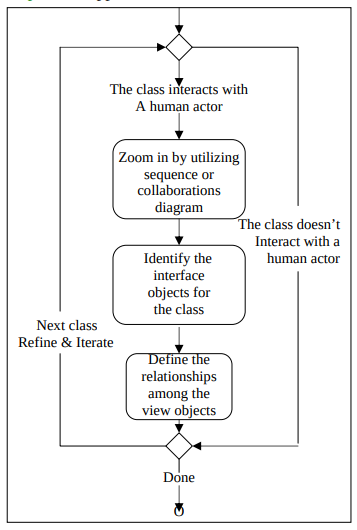 The class interacts with
A human actor
Zoom in by utilizing
sequence or
collaborations
diagram
The class doesn't
Interact with a
human actor
Identify the
interface
objects for
the class
Next class
Refine & Iterate
Define the
relationships
among the
view objects
Done